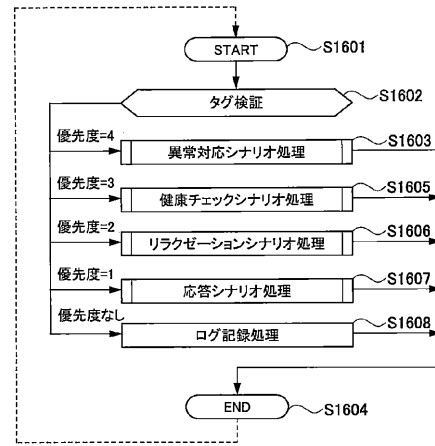 START
S1601
タグ検証
S1602
優先度=4
異常対応シナリオ処理
S1603
優先度=3
健康チェックシナリオ処理
S1605
優先度=2
リラクゼーションシナリオ処理
S1606
優先度=1
応答シナリオ処理
S1607
優先度なし
ログ記録処理
S1608
END
S1604